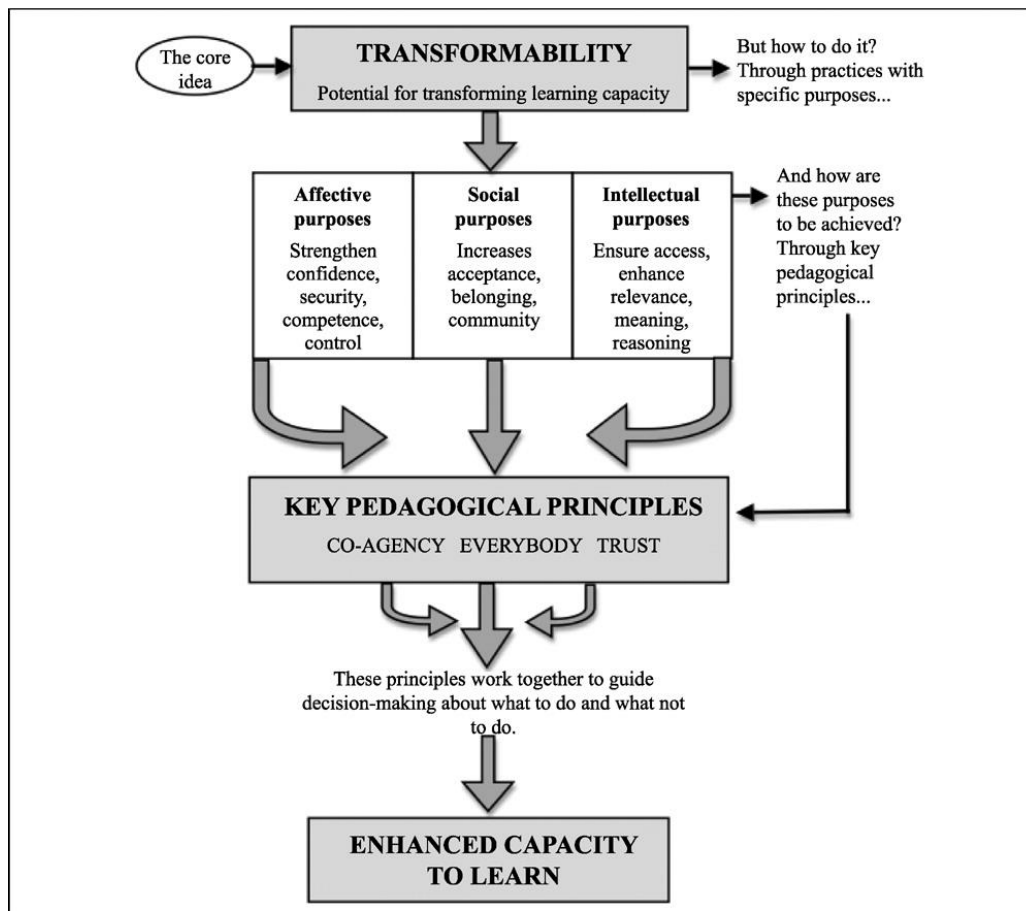 The core
idea
TRANSFORMABILITY
Potential for transforming learning capacity
But how to do it?
Through practices with
specific purposes...
Affective
purposes
Strengthen
confidence,
security,
competence,
control
Social
purposes
Increases
acceptance,
belonging,
community
Intellectual
purposes
Ensure access,
enhance
relevance,
meaning,
reasoning
And how are
these purposes
to be achieved?
Through key
pedagogical
principles...
KEY PEDAGOGICAL PRINCIPLES
CO-AGENCY EVERYBODY TRUST
These principles work together to guide
decision-making about what to do and what not
to do.
ENHANCED CAPACITY
TO LEARN